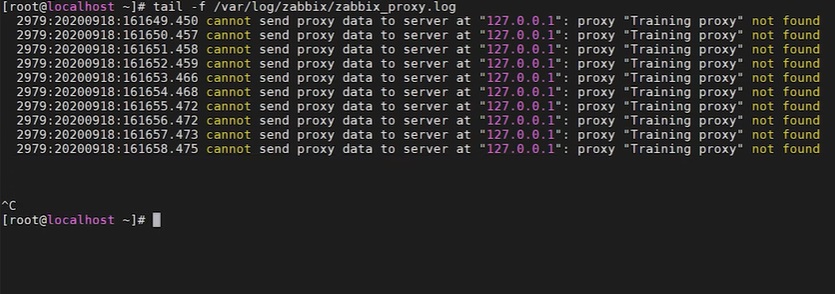 [root@localhost ~]# tail -f /var/log/zabbix/zabbix_proxy.log
2979:20200918:161649.450 cannot send proxy data to server at "127.0.0.1": proxy "Training proxy" not found
2979:20200918:161650.457 cannot send proxy data to server at "127.0.0.1": proxy "Training proxy" not found
2979:20200918:161651.458 cannot send proxy data to server at "127.0.0.1": proxy "Training proxy" not found
2979:20200918:161652.459 cannot send proxy data to server at "127.0.0.1": proxy "Training proxy" not found
2979:20200918:161653.466 cannot send proxy data to server at "127.0.0.1": proxy "Training proxy" not found
2979:20200918:161654.468 cannot send proxy data to server at "127.0.0.1": proxy "Training proxy" not found
2979:20200918:161655.472 cannot send proxy data to server at "127.0.0.1": proxy "Training proxy" not found
2979:20200918:161656.472 cannot send proxy data to server at "127.0.0.1": proxy "Training proxy" not found
2979:20200918:161657.473 cannot send proxy data to server at "127.0.0.1": proxy "Training proxy" not found
2979:20200918:161658.475 cannot send proxy data to server at "127.0.0.1": proxy "Training proxy" not found
^C
[root@localhost ~]#